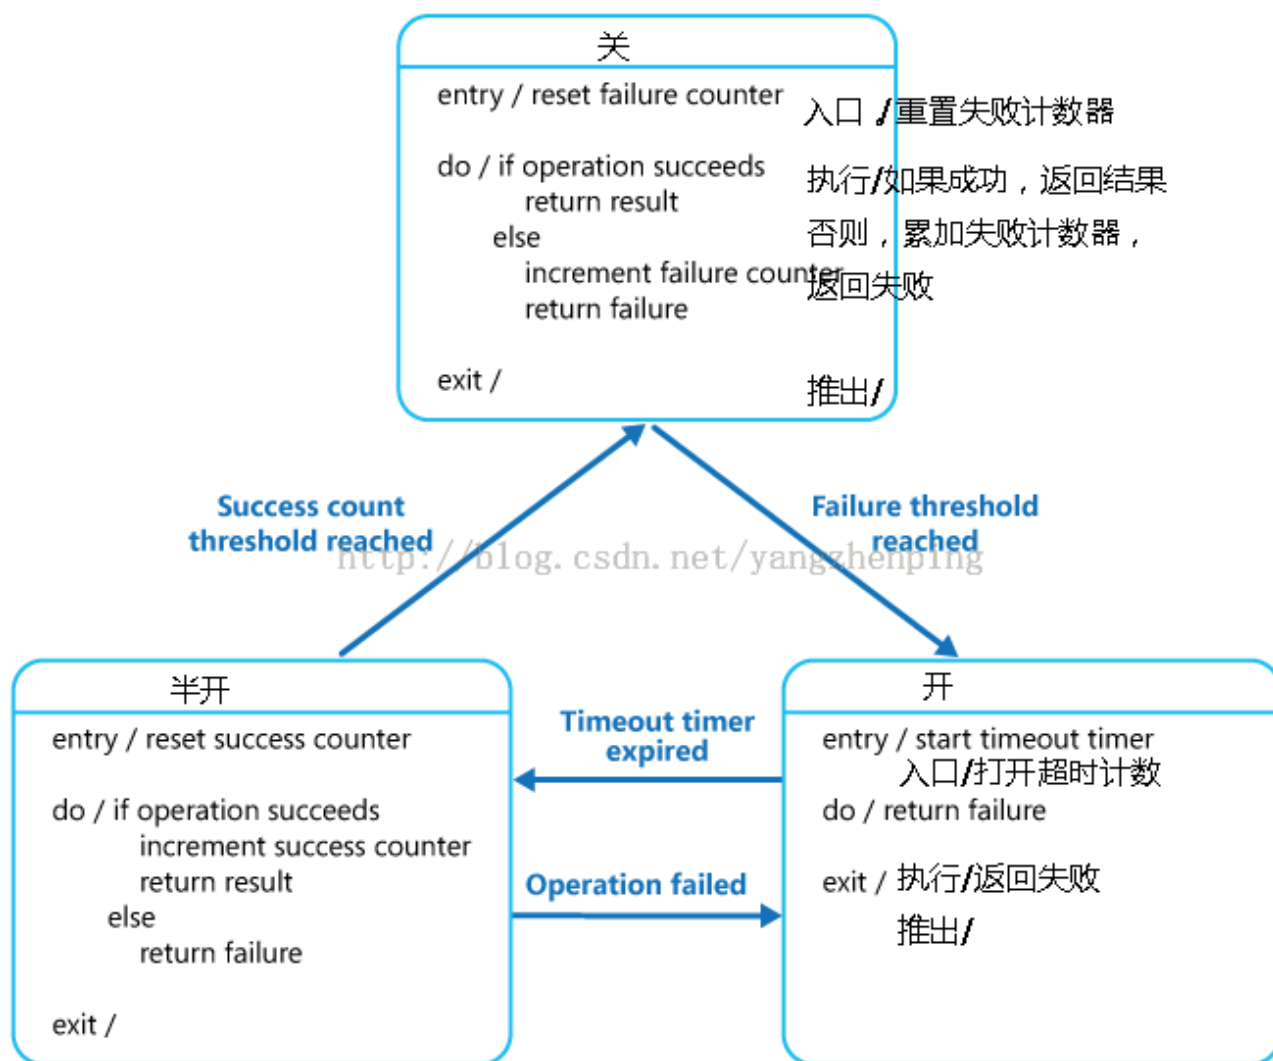 关
entry / reset failure counter
入口 / 重置失败计数器
do / if operation succeeds
执行/如果成功，返回结果
return result
否则，累加失败计数器，
else
increment failure counter
返回失败
return failure
exit /
推出/
Success count
threshold reached
Failure threshold
reached
http://blog.csdn.net/yangzhenping
半开
entry / reset success counter
do / if operation succeeds
increment success counter
return result
else
return failure
exit /
Timeout timer
expired
Operation failed
开
entry / start timeout timer
入口/打开超时计数
do / return failure
exit /
执行/返回失败
推出/